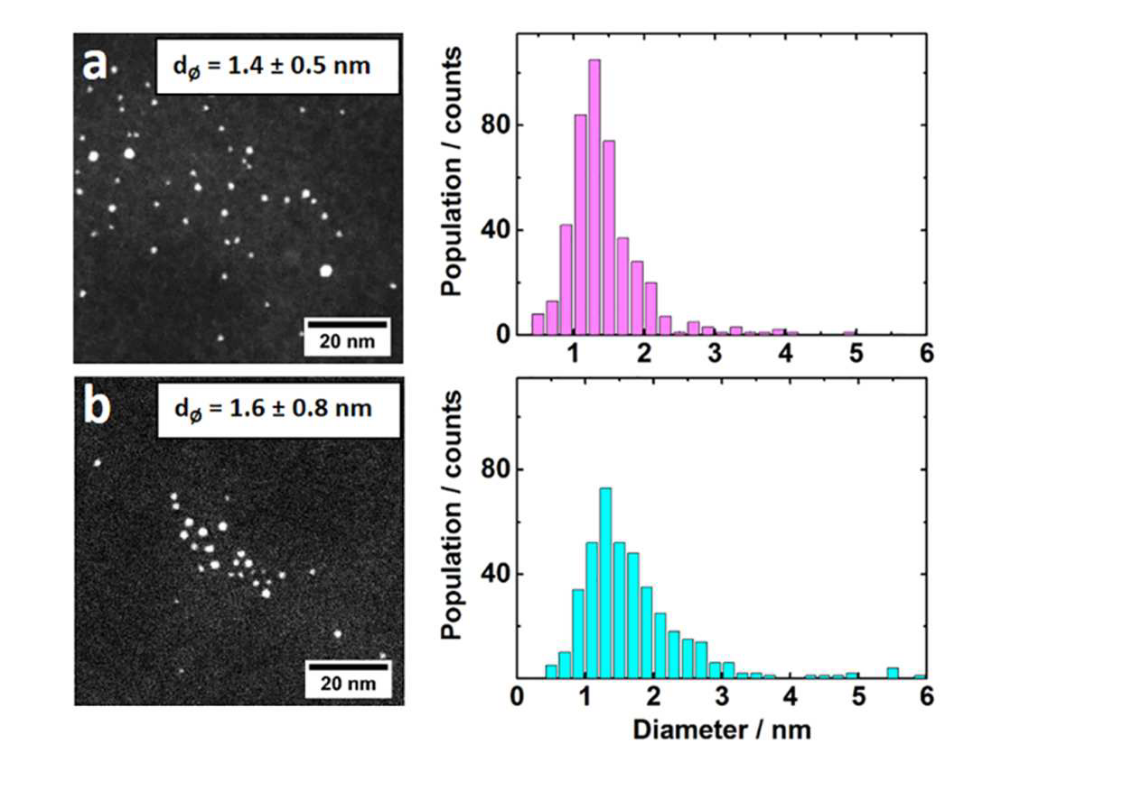 a
dø = 1.4 ± 0.5 nm
20 nm
Population / counts
80
40
0
1 2 3 4 5 6
b
dø = 1.6 ± 0.8 nm
20 nm
Population / counts
80
40
0 1 2 3 4 5 6
Diameter / nm